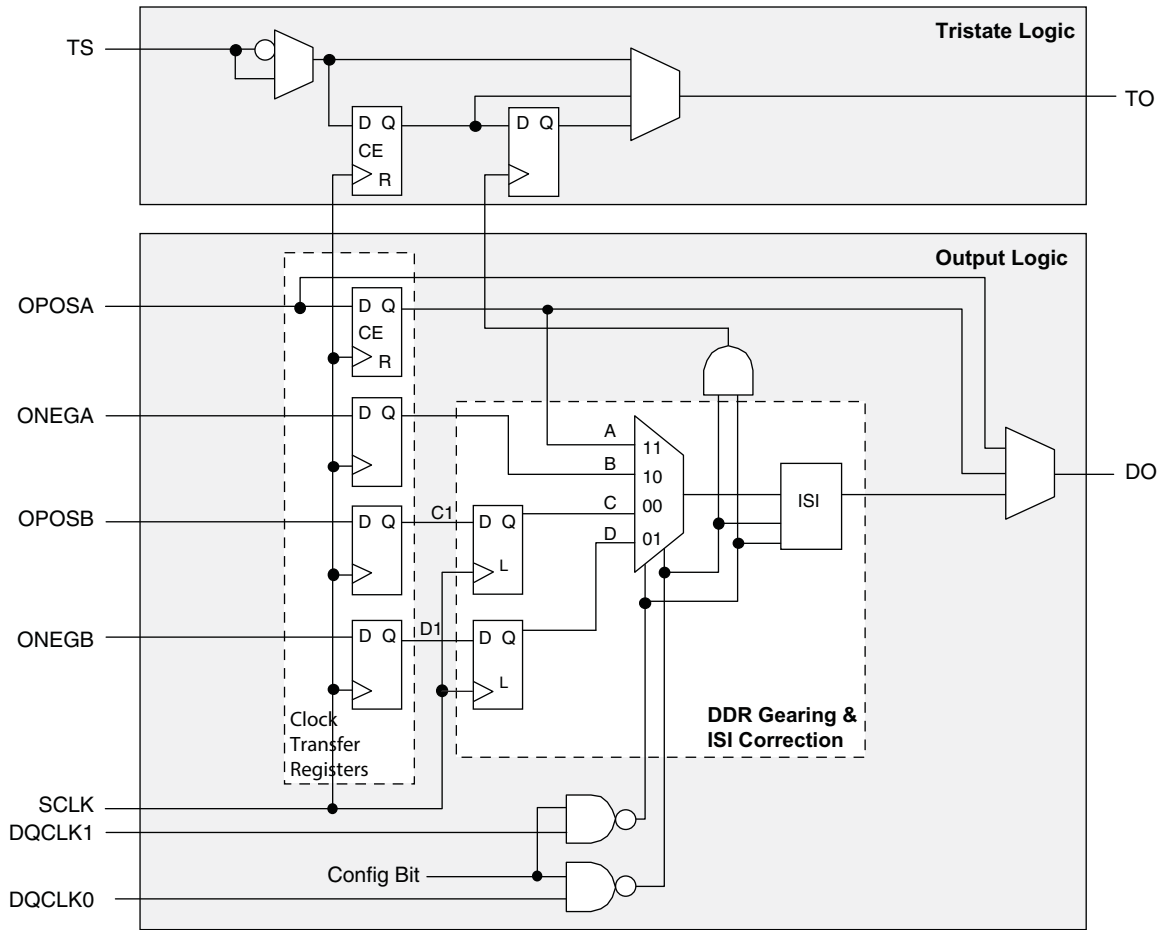 Tristate Logic
TS
TO
D Q
CE
R
D Q
Output Logic
OPOSA
D Q
CE
R
ONEGA
D Q
A
11
B
10
C
00
D
01
ISI
DO
OPOSB
D Q
C1
D Q
L
ONEGB
D Q
D1
D Q
L
Clock
Transfer
Registers
DDR Gearing &
ISI Correction
SCLK
DQCLK1
Config Bit
DQCLK0